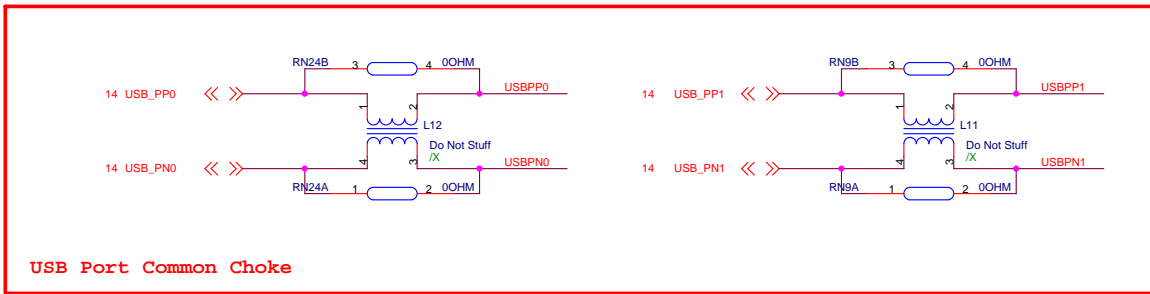 RN24B 3 4 0OHM
14 USB_PP0 USBPP0
1 2
L12
Do Not Stuff
/X
4 3
14 USB_PN0 USBPN0
RN24A 1 2 0OHM
RN9B 3 4 0OHM
14 USB_PP1 USBPP1
1 2
L11
Do Not Stuff
/X
4 3
14 USB_PN1 USBPN1
RN9A 1 2 0OHM
USB Port Common Choke